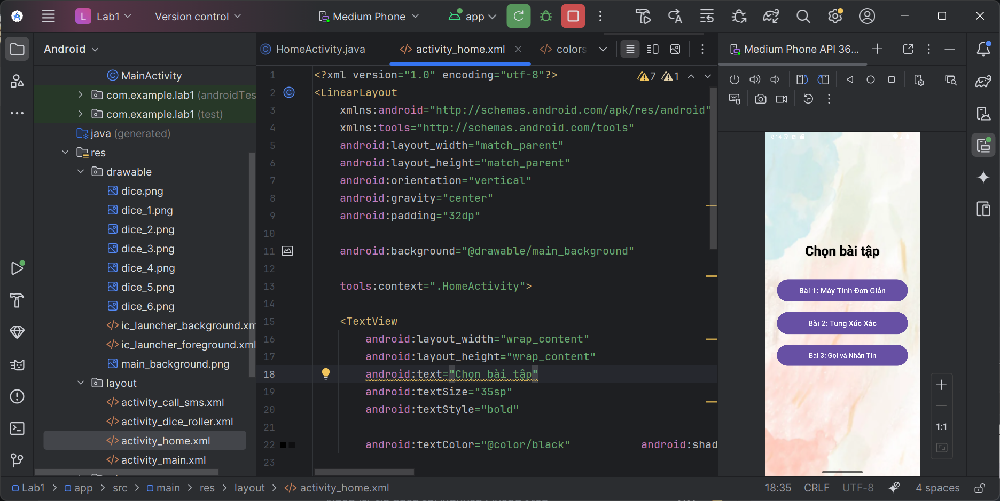 L Lab1 Version control Medium Phone app
Android
HomeActivity.java activity_home.xml colors
Medium Phone API 36...
MainActivity
com.example.lab1 (androidTes
com.example.lab1 (test)
java (generated)
res
drawable
dice.png
dice_1.png
dice_2.png
dice_3.png
dice_4.png
dice_5.png
dice_6.png
ic_launcher_background.xm
ic_launcher_foreground.xml
main_background.png
layout
activity_call_sms.xml
activity_dice_roller.xml
activity_home.xml
activity_main.xml
7 1
1 <?xml version="1.0" encoding="utf-8"?>
2 <LinearLayout
3 xmlns:android="http://schemas.android.com/apk/res/android"
4 xmlns:tools="http://schemas.android.com/tools"
5 android:layout_width="match_parent"
6 android:layout_height="match_parent"
7 android:orientation="vertical"
8 android:gravity="center"
9 android:padding="32dp"
10
11 android:background="@drawable/main_background"
12
13 tools:context=".HomeActivity">
14
15 <TextView
16 android:layout_width="wrap_content"
17 android:layout_height="wrap_content"
18 android:text="Chọn bài tập"
19 android:textSize="35sp"
20 android:textStyle="bold"
21
22 android:textColor="@color/black" android:shad
23
8:14
Chọn bài tập
Bài 1: Máy Tính Đơn Giản
Bài 2: Tung Xúc Xắc
Bài 3: Gọi và Nhắn Tin
1:1
Lab1 > app > src > main > res > layout > activity_home.xml
18:35 CRLF UTF-8 4 spaces